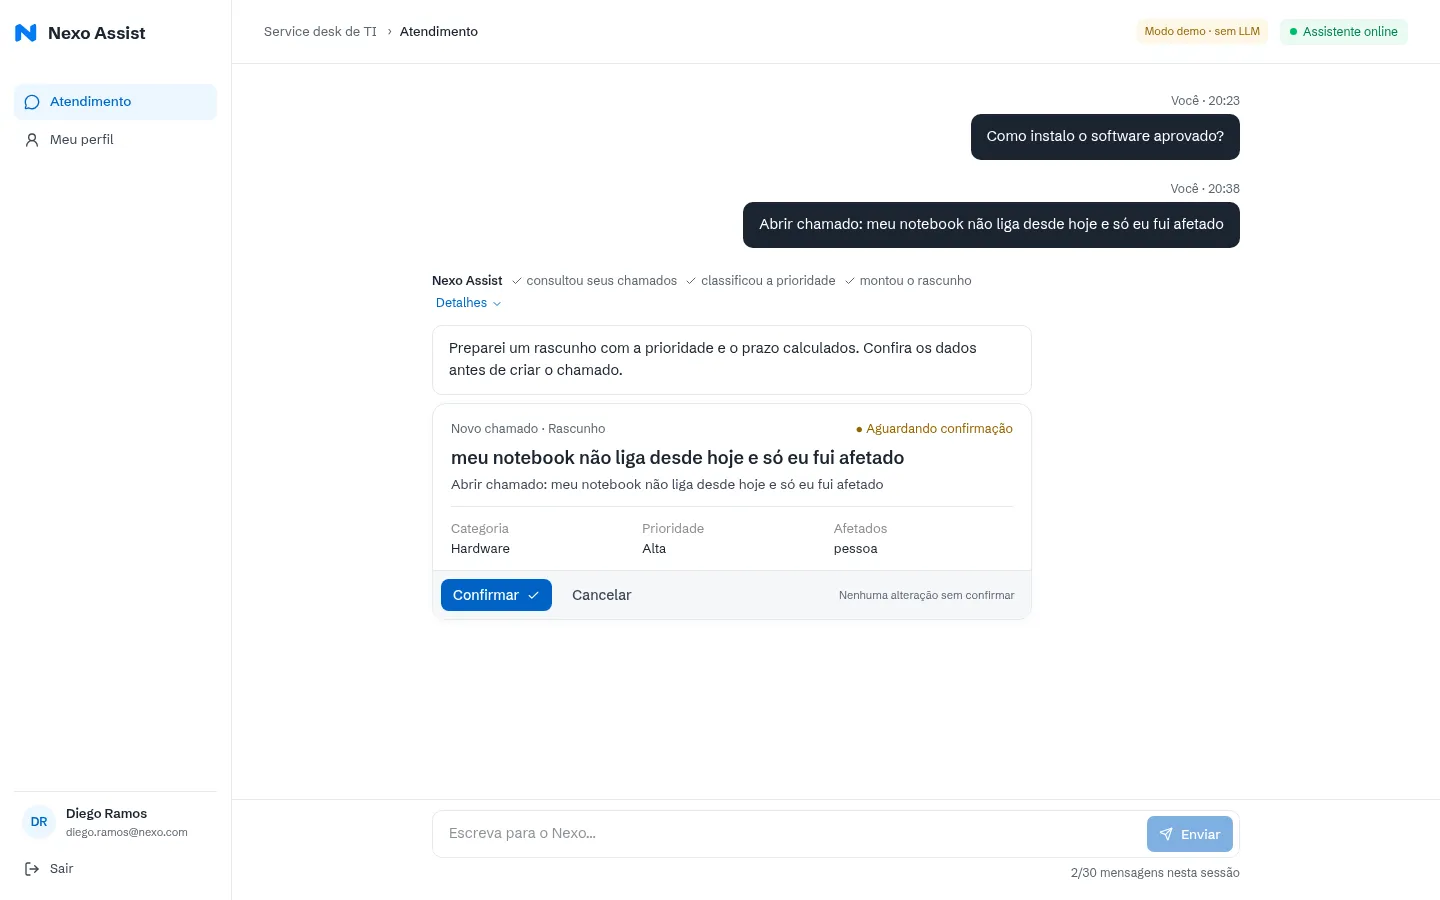 Nexo Assist
Atendimento
Meu perfil
Diego Ramos
DR
diego.ramos@nexo.com
Sair
Service desk de TI › Atendimento
Modo demo · sem LLM
Assistente online
Você · 20:23
Como instalo o software aprovado?
Você · 20:38
Abrir chamado: meu notebook não liga desde hoje e só eu fui afetado
Nexo Assist consultou seus chamados classificou a prioridade montou o rascunho
Detalhes
Preparei um rascunho com a prioridade e o prazo calculados. Confira os dados
antes de criar o chamado.
Novo chamado · Rascunho
Aguardando confirmação
meu notebook não liga desde hoje e só eu fui afetado
Abrir chamado: meu notebook não liga desde hoje e só eu fui afetado
Categoria
Hardware
Prioridade
Alta
Afetados
pessoa
Confirmar
Cancelar
Nenhuma alteração sem confirmar
Escreva para o Nexo...
Enviar
2/30 mensagens nesta sessão